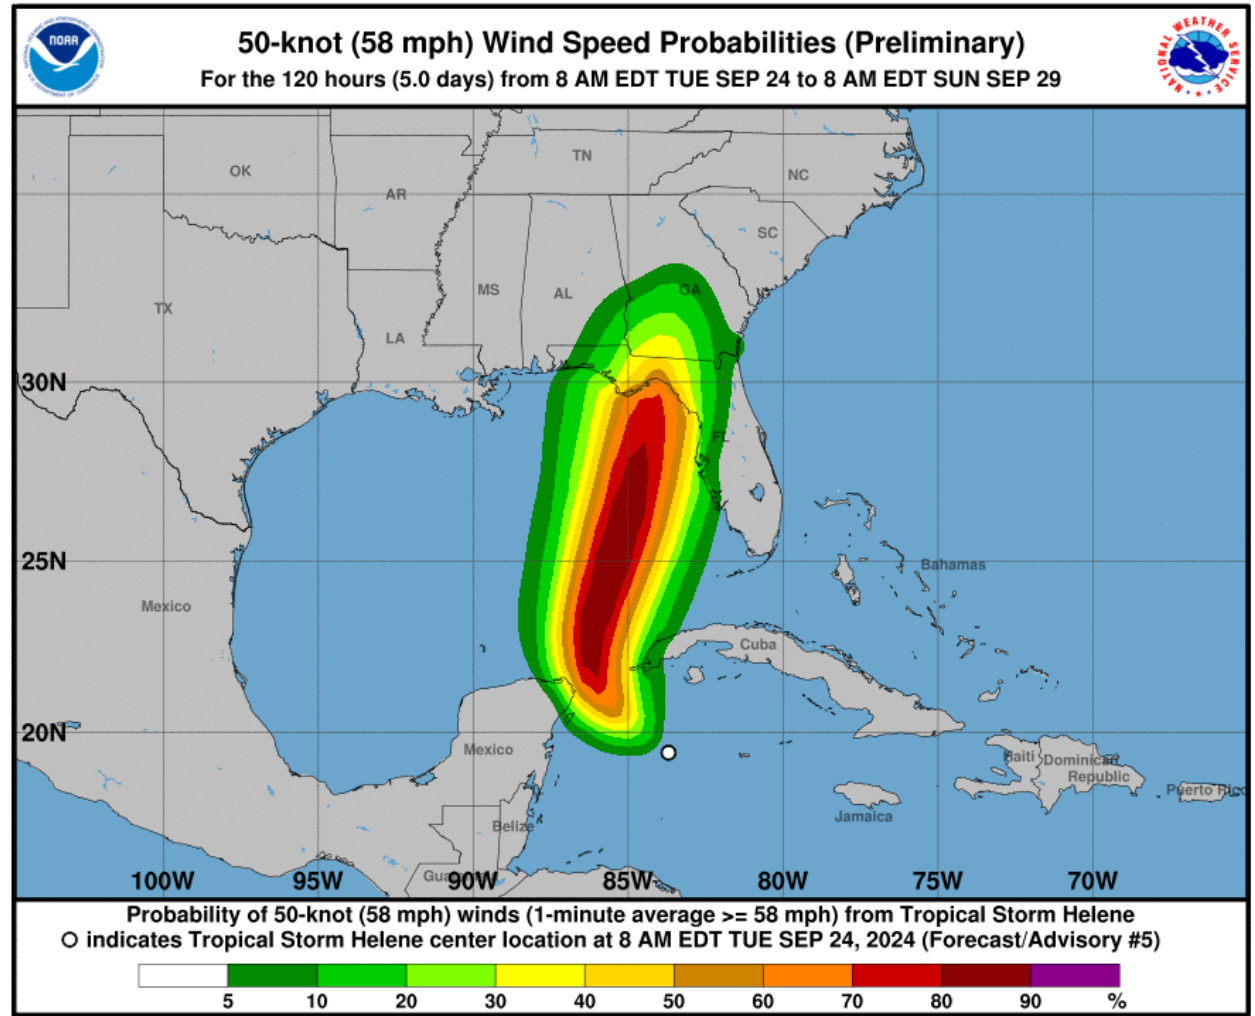 50-knot (58 mph) Wind Speed Probabilities (Preliminary)
For the 120 hours (5.0 days) from 8 AM EDT TUE SEP 24 to 8 AM EDT SUN SEP 29
NOAA
NATIONAL WEATHER SERVICE
TN
OK
NC
AR
SC
MS
AL
GA
TX
LA
30N
FL
25N
Bahamas
Mexico
Cuba
20N
Mexico
Haiti
Dominican
Republic
Puerto Rico
Jamaica
Belize
100W 95W 90W 85W 80W 75W 70W
Probability of 50-knot (58 mph) winds (1-minute average >= 58 mph) from Tropical Storm Helene
O indicates Tropical Storm Helene center location at 8 AM EDT TUE SEP 24, 2024 (Forecast/Advisory #5)
5 10 20 30 40 50 60 70 80 90 %